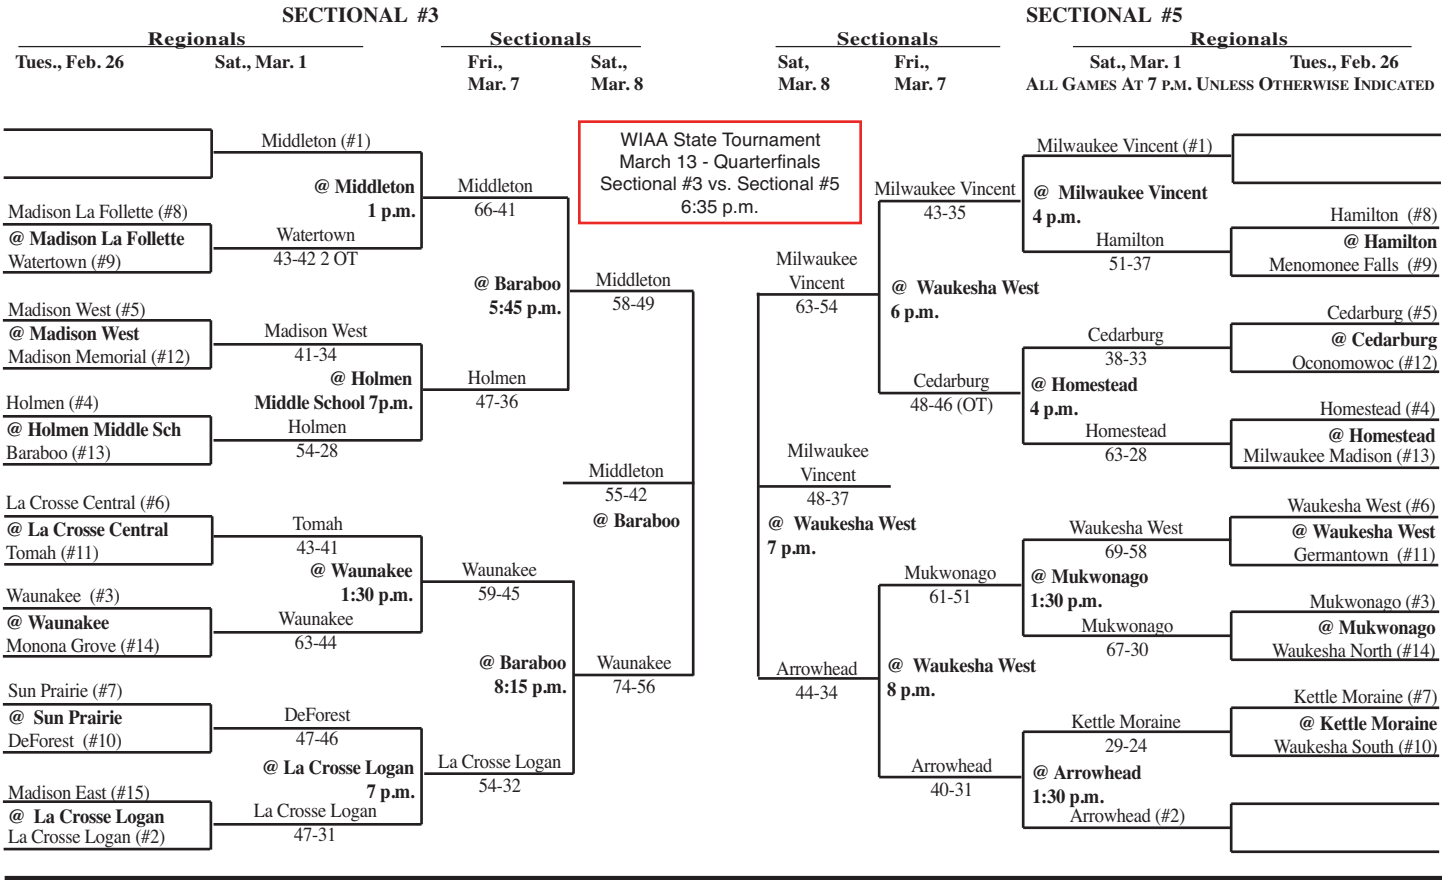 SECTIONAL #3
Regionals
Sectionals
Tues., Feb. 26
Sat., Mar. 1
Fri.,
Mar. 7
Sat.,
Mar. 8
Middleton (#1)
@ Middleton
1 p.m.
Middleton
66-41
Madison La Follette (#8)
@ Madison La Follette
Watertown (#9)
Watertown
43-42 2 OT
@ Baraboo
5:45 p.m.
Middleton
58-49
Madison West (#5)
@ Madison West
Madison Memorial (#12)
Madison West
41-34
@ Holmen
Middle School 7p.m.
Holmen
47-36
Holmen (#4)
@ Holmen Middle Sch
Baraboo (#13)
Holmen
54-28
Middleton
55-42
@ Baraboo
La Crosse Central (#6)
@ La Crosse Central
Tomah (#11)
Tomah
43-41
@ Waunakee
1:30 p.m.
Waunakee
59-45
Waunakee (#3)
@ Waunakee
Monona Grove (#14)
Waunakee
63-44
@ Baraboo
8:15 p.m.
Waunakee
74-56
Sun Prairie (#7)
@ Sun Prairie
DeForest (#10)
DeForest
47-46
@ La Crosse Logan
7 p.m.
La Crosse Logan
54-32
Madison East (#15)
@ La Crosse Logan
La Crosse Logan (#2)
La Crosse Logan
47-31
WIAA State Tournament
March 13 - Quarterfinals
Sectional #3 vs. Sectional #5
6:35 p.m.
SECTIONAL #5
Sectionals
Regionals
Sat,
Mar. 8
Fri.,
Mar. 7
Sat., Mar. 1
Tues., Feb. 26
ALL GAMES AT 7 P.M. UNLESS OTHERWISE INDICATED
Milwaukee Vincent (#1)
Milwaukee Vincent
43-35
@ Milwaukee Vincent
4 p.m.
Hamilton (#8)
@ Hamilton
Menomonee Falls (#9)
Hamilton
51-37
Milwaukee
Vincent
63-54
@ Waukesha West
6 p.m.
Cedarburg (#5)
@ Cedarburg
Oconomowoc (#12)
Cedarburg
38-33
@ Homestead
4 p.m.
Cedarburg
48-46 (OT)
Homestead (#4)
@ Homestead
Milwaukee Madison (#13)
Homestead
63-28
Milwaukee
Vincent
48-37
@ Waukesha West
7 p.m.
Waukesha West (#6)
@ Waukesha West
Germantown (#11)
Waukesha West
69-58
@ Mukwonago
1:30 p.m.
Mukwonago
61-51
Mukwonago (#3)
@ Mukwonago
Waukesha North (#14)
Mukwonago
67-30
@ Waukesha West
8 p.m.
Arrowhead
44-34
Kettle Moraine (#7)
@ Kettle Moraine
Waukesha South (#10)
Kettle Moraine
29-24
@ Arrowhead
1:30 p.m.
Arrowhead
40-31
Arrowhead (#2)